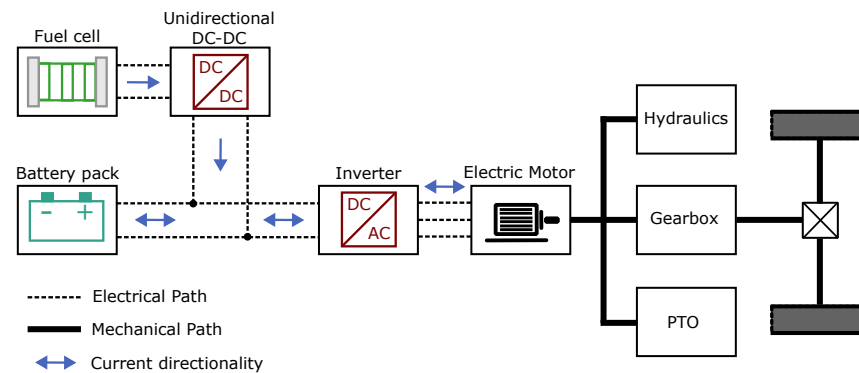 Unidirectional
DC-DC
Fuel cell
DC
DC
Hydraulics
Battery pack
Inverter
Electric Motor
- +
DC
AC
Gearbox
Electrical Path
Mechanical Path
PTO
Current directionality